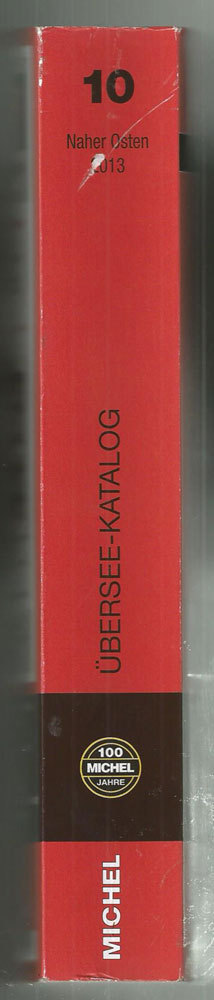 10
Naher Osten
2013
ÜBERSEE-KATALOG
100
MICHEL
JAHRE
MICHEL